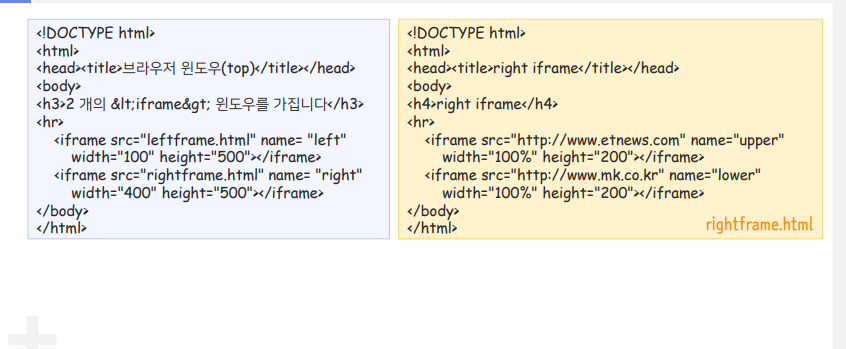 <!DOCTYPE html>
<html>
<head><title>브라우저 윈도우(top)</title></head>
<body>
<h3>2 개의 &lt;iframe&gt; 윈도우를 가집니다</h3>
<hr>
<iframe src="leftframe.html" name= "left"
width="100" height="500"></iframe>
<iframe src="rightframe.html" name= "right"
width="400" height="500"></iframe>
</body>
</html>
<!DOCTYPE html>
<html>
<head><title>right iframe</title></head>
<body>
<h4>right iframe</h4>
<hr>
<iframe src="http://www.etnews.com" name="upper"
width="100%" height="200"></iframe>
<iframe src="http://www.mk.co.kr" name="lower"
width="100%" height="200"></iframe>
</body>
</html>
rightframe.html